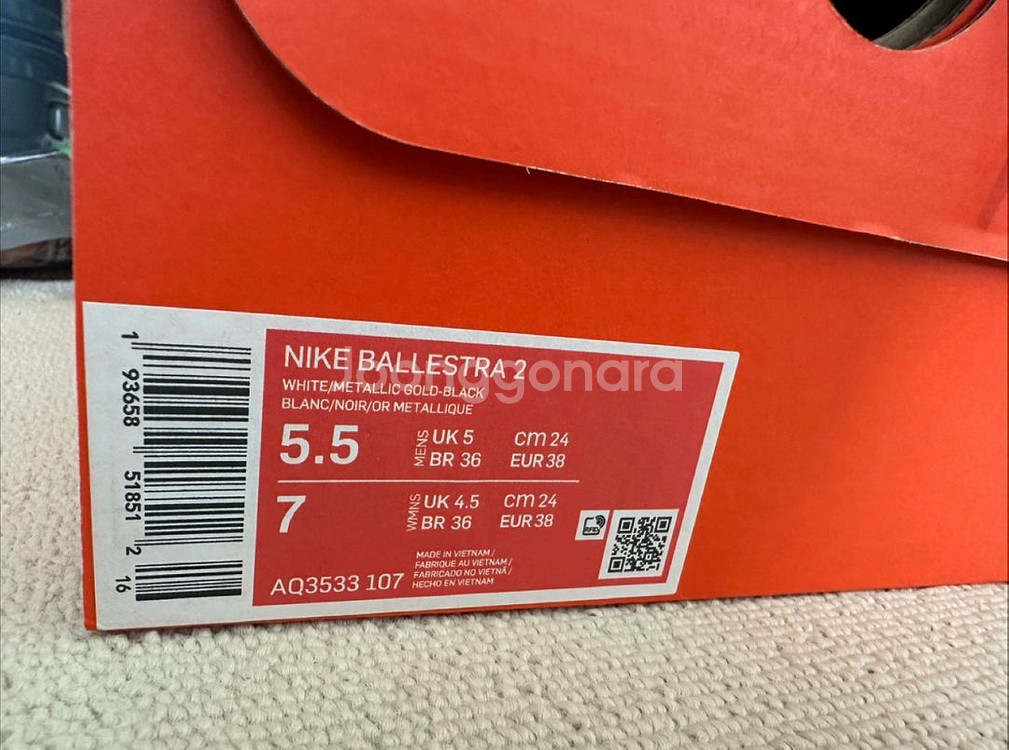 NIKE BALLESTRA 2
WHITE/METALLIC GOLD-BLACK
BLANC/NOIR/OR METALLIQUE
5.5 MENS UK 5 cm 24
BR 36 EUR 38
7 WMNS UK 4.5 cm 24
BR 36 EUR 38
MADE IN VIETNAM /
FABRIQUE AU VIETNAM /
FABRICADO NO VIETNÃ /
HECHO EN VIETNAM
AQ3533 107
RFID
1 93658 51851 2 16
Joonggonara